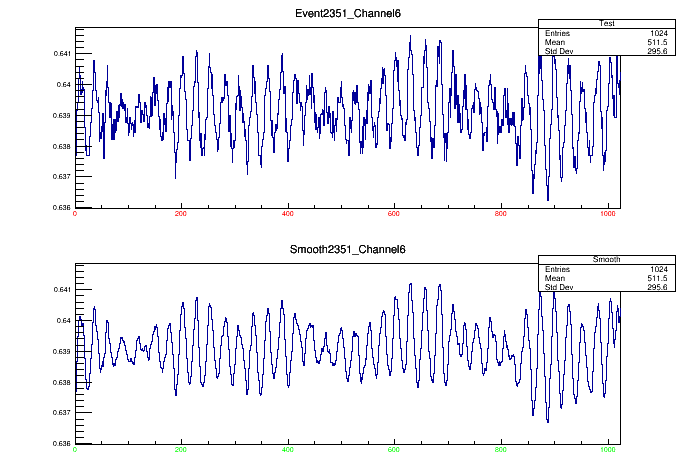 Event2351_Channel6
Test
Entries 1024
Mean 511.5
Std Dev 295.6
0.641
0.64
0.639
0.638
0.637
0.636
0 200 400 600 800 1000
Smooth2351_Channel6
Smooth
Entries 1024
Mean 511.5
Std Dev 295.6
0.641
0.64
0.639
0.638
0.637
0.636
0 200 400 600 800 1000